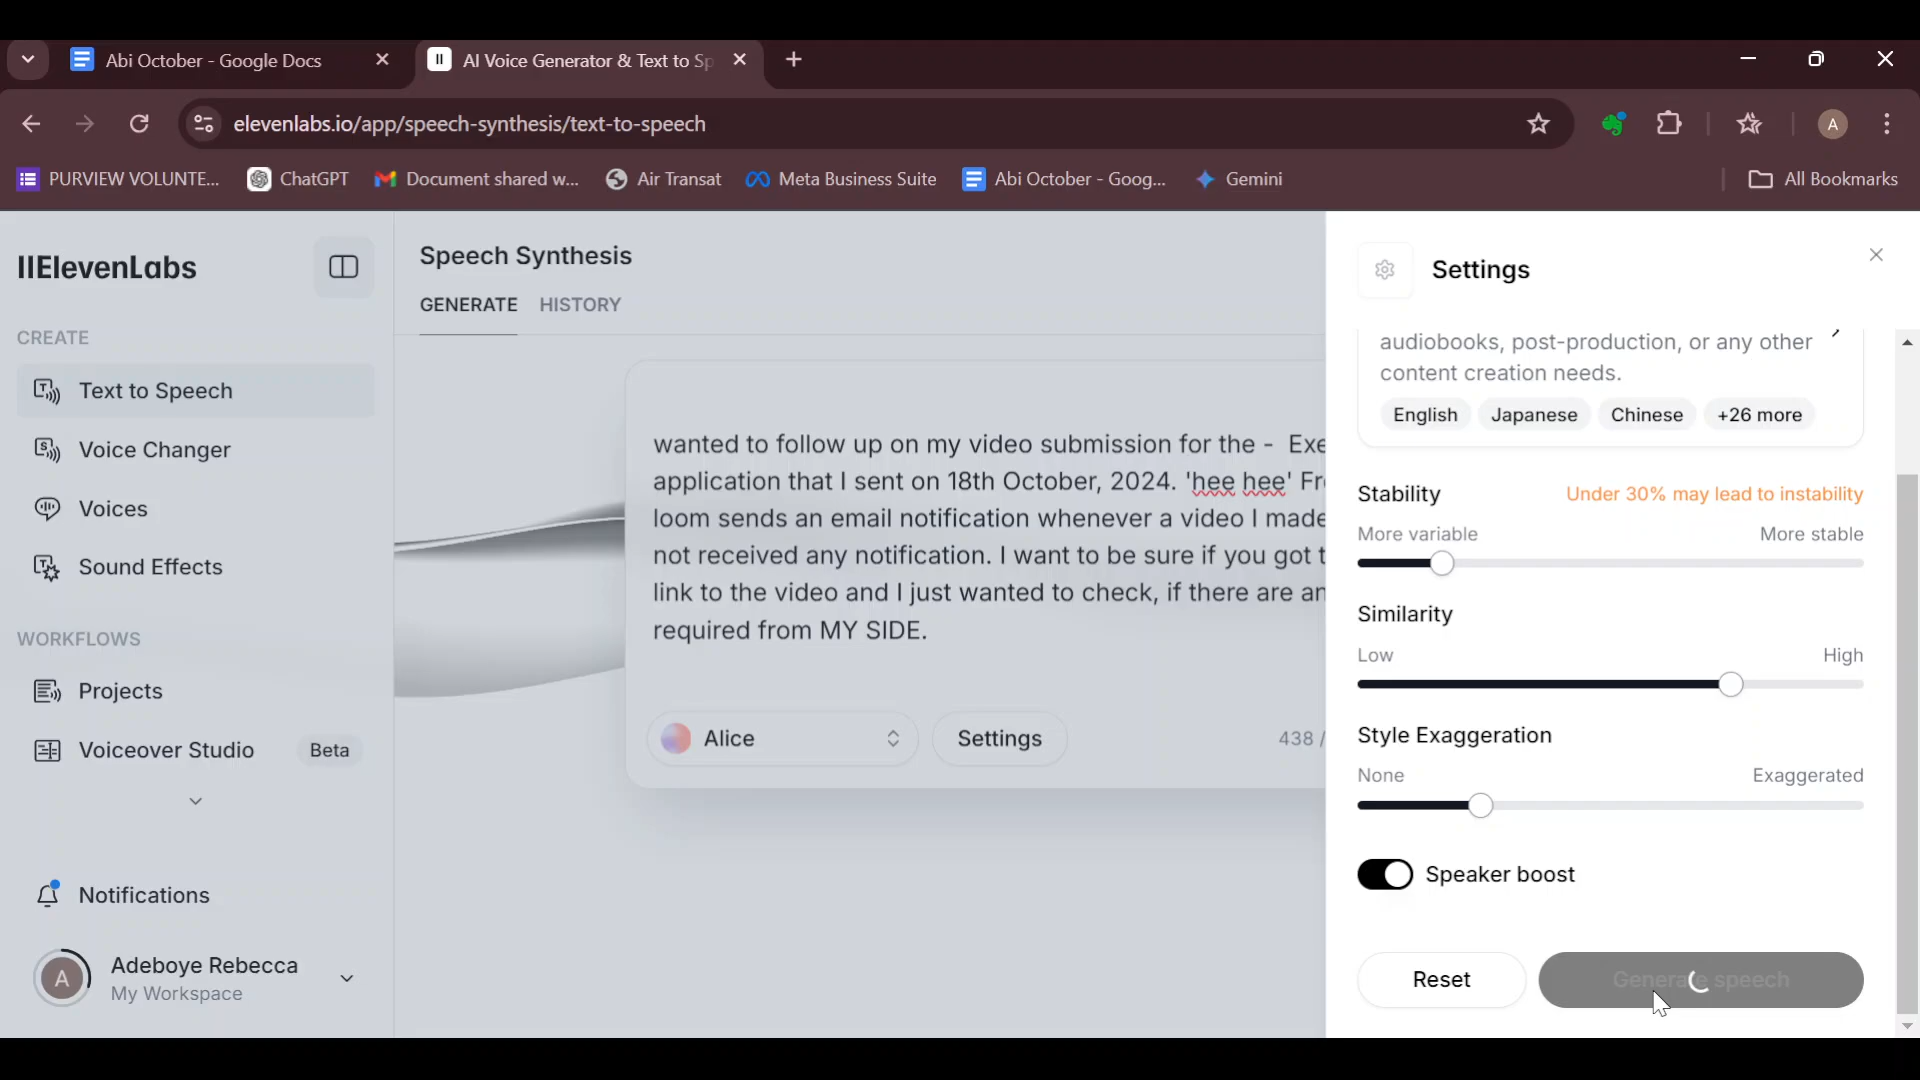 Abi October - Google Docs
AI Voice Generator & Text to Sp
elevenlabs.io/app/speech-synthesis/text-to-speech
A
PURVIEW VOLUNTE...
ChatGPT
Document shared w...
Air Transat
Meta Business Suite
Abi October - Goog...
Gemini
All Bookmarks
IIElevenLabs
CREATE
Text to Speech
Voice Changer
Voices
Sound Effects
WORKFLOWS
Projects
Voiceover Studio
Beta
Notifications
A
Adeboye Rebecca
My Workspace
Speech Synthesis
GENERATE
HISTORY
wanted to follow up on my video submission for the - Exe
application that I sent on 18th October, 2024. 'hee hee' Fr
loom sends an email notification whenever a video I made
not received any notification. I want to be sure if you got t
link to the video and I just wanted to check, if there are an
required from MY SIDE.
Alice
Settings
438 /
Settings
audiobooks, post-production, or any other
content creation needs.
English
Japanese
Chinese
+26 more
Stability
Under 30% may lead to instability
More variable
More stable
Similarity
Low
High
Style Exaggeration
None
Exaggerated
Speaker boost
Reset
Generate speech